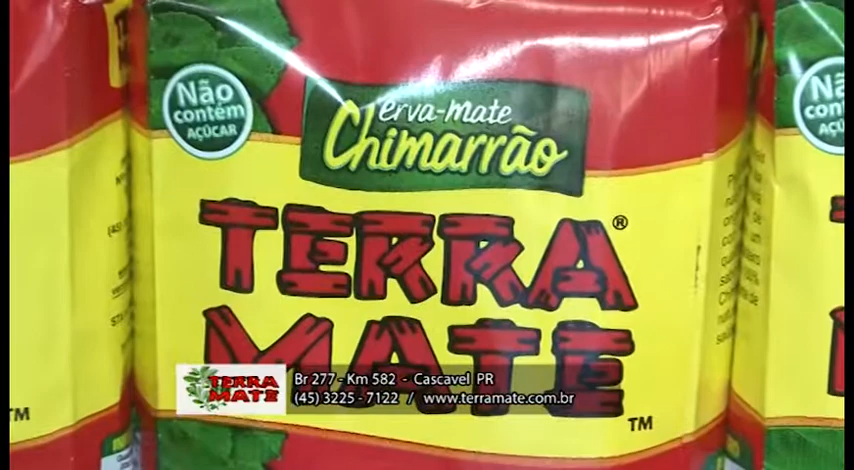 Não
contém
AÇÚCAR
erva-mate
Chimarrão
TERRA®
MATE
TM
TERRA
MATE
Br 277 - Km 582 - Cascavel PR
(45) 3225 - 7122 / www.terramate.com.br
TM